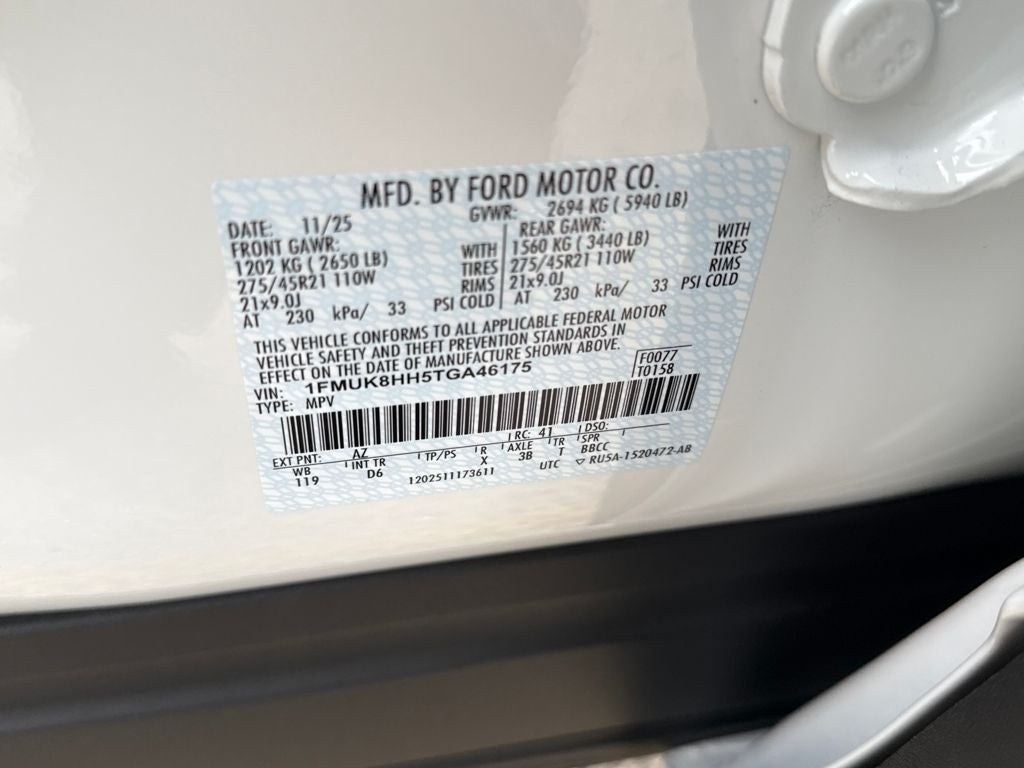 MFD. BY FORD MOTOR CO.
DATE: 11/25 GVWR: 2694 KG ( 5940 LB)
FRONT GAWR: REAR GAWR:
1202 KG ( 2650 LB) WITH 1560 KG ( 3440 LB) WITH
275/45R21 110W TIRES 275/45R21 110W TIRES
21x9.0J RIMS 21x9.0J RIMS
AT 230 kPa/ 33 PSI COLD AT 230 kPa/ 33 PSI COLD
THIS VEHICLE CONFORMS TO ALL APPLICABLE FEDERAL MOTOR
VEHICLE SAFETY AND THEFT PREVENTION STANDARDS IN
EFFECT ON THE DATE OF MANUFACTURE SHOWN ABOVE.
VIN: 1FMUK8HH5TGA46175 F0077
TYPE: MPV T0158
EXT PNT: AZ RC: 41 DSO:
WB INT TR TP/PS R AXLE TR SPR
119 D6 X 3B T BBCC
1202511173611 UTC ▽ RU5A-1520472-AB